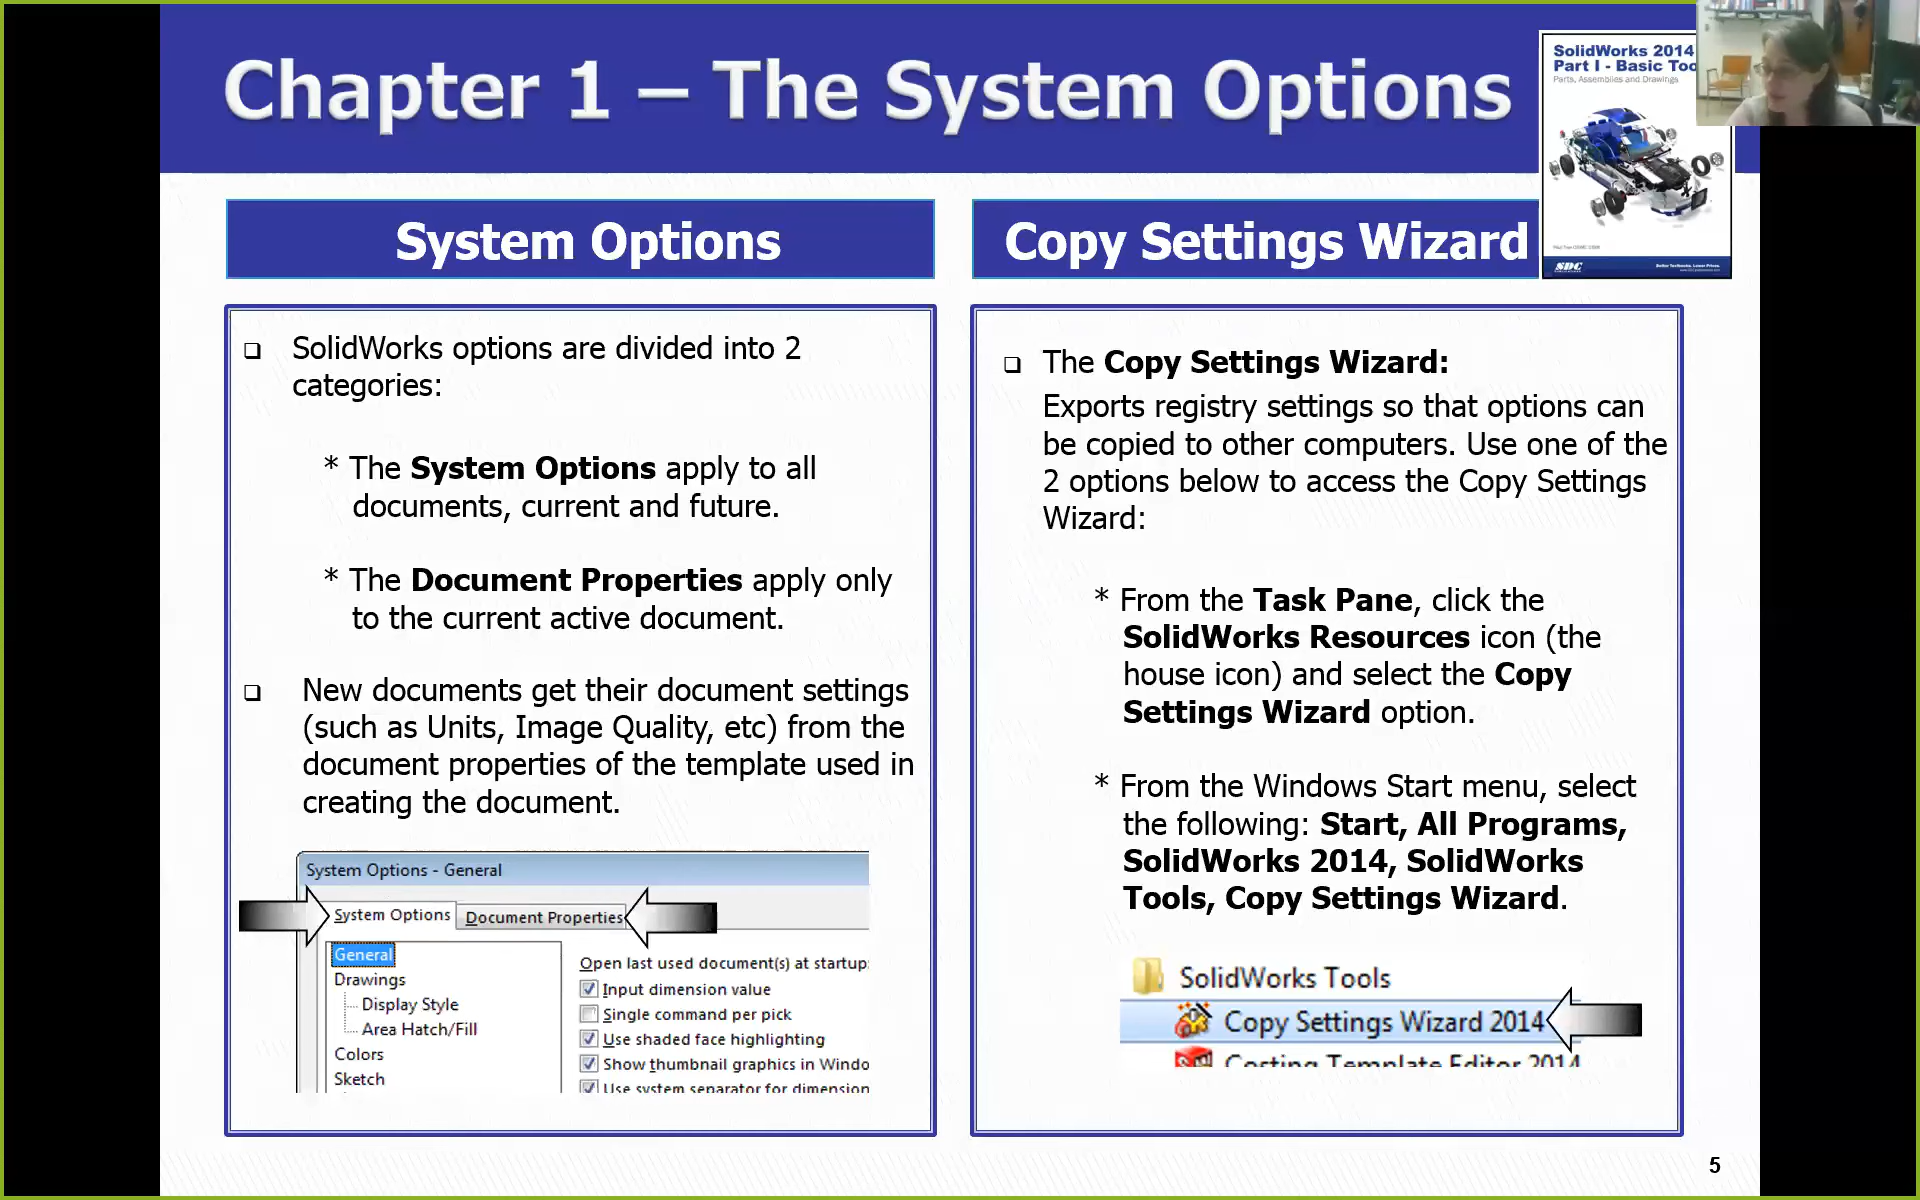 Chapter 1 – The System Options
SolidWorks 2014
Part I - Basic Too
Parts, Assemblies and Drawings
SDC
System Options
Copy Settings Wizard
SolidWorks options are divided into 2
categories:
* The System Options apply to all
documents, current and future.
* The Document Properties apply only
to the current active document.
New documents get their document settings
(such as Units, Image Quality, etc) from the
document properties of the template used in
creating the document.
System Options - General
System Options
Document Properties
General
Drawings
Display Style
Area Hatch/Fill
Colors
Sketch
Open last used document(s) at startup:
Input dimension value
Single command per pick
Use shaded face highlighting
Show thumbnail graphics in Windo
Use system separator for dimension
The Copy Settings Wizard:
Exports registry settings so that options can
be copied to other computers. Use one of the
2 options below to access the Copy Settings
Wizard:
* From the Task Pane, click the
SolidWorks Resources icon (the
house icon) and select the Copy
Settings Wizard option.
* From the Windows Start menu, select
the following: Start, All Programs,
SolidWorks 2014, SolidWorks
Tools, Copy Settings Wizard.
SolidWorks Tools
Copy Settings Wizard 2014
Costing Template Editor 2014
5